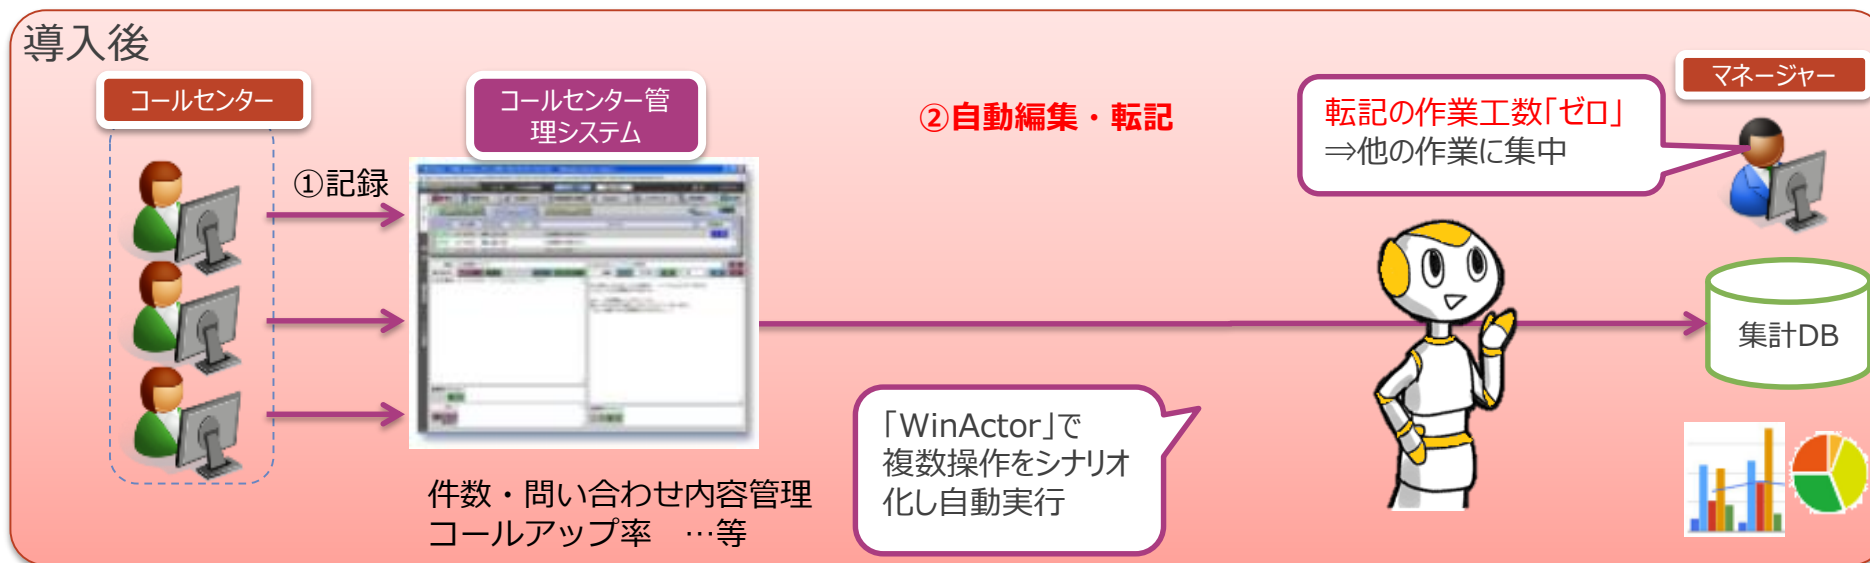 導入後
コールセンター
①記録
コールセンター管
理システム
件数・問い合わせ内容管理
コールアップ率　…等
②自動編集・転記
「WinActor」で
複数操作をシナリオ
化し自動実行
転記の作業工数「ゼロ」
⇒他の作業に集中
マネージャー
集計DB